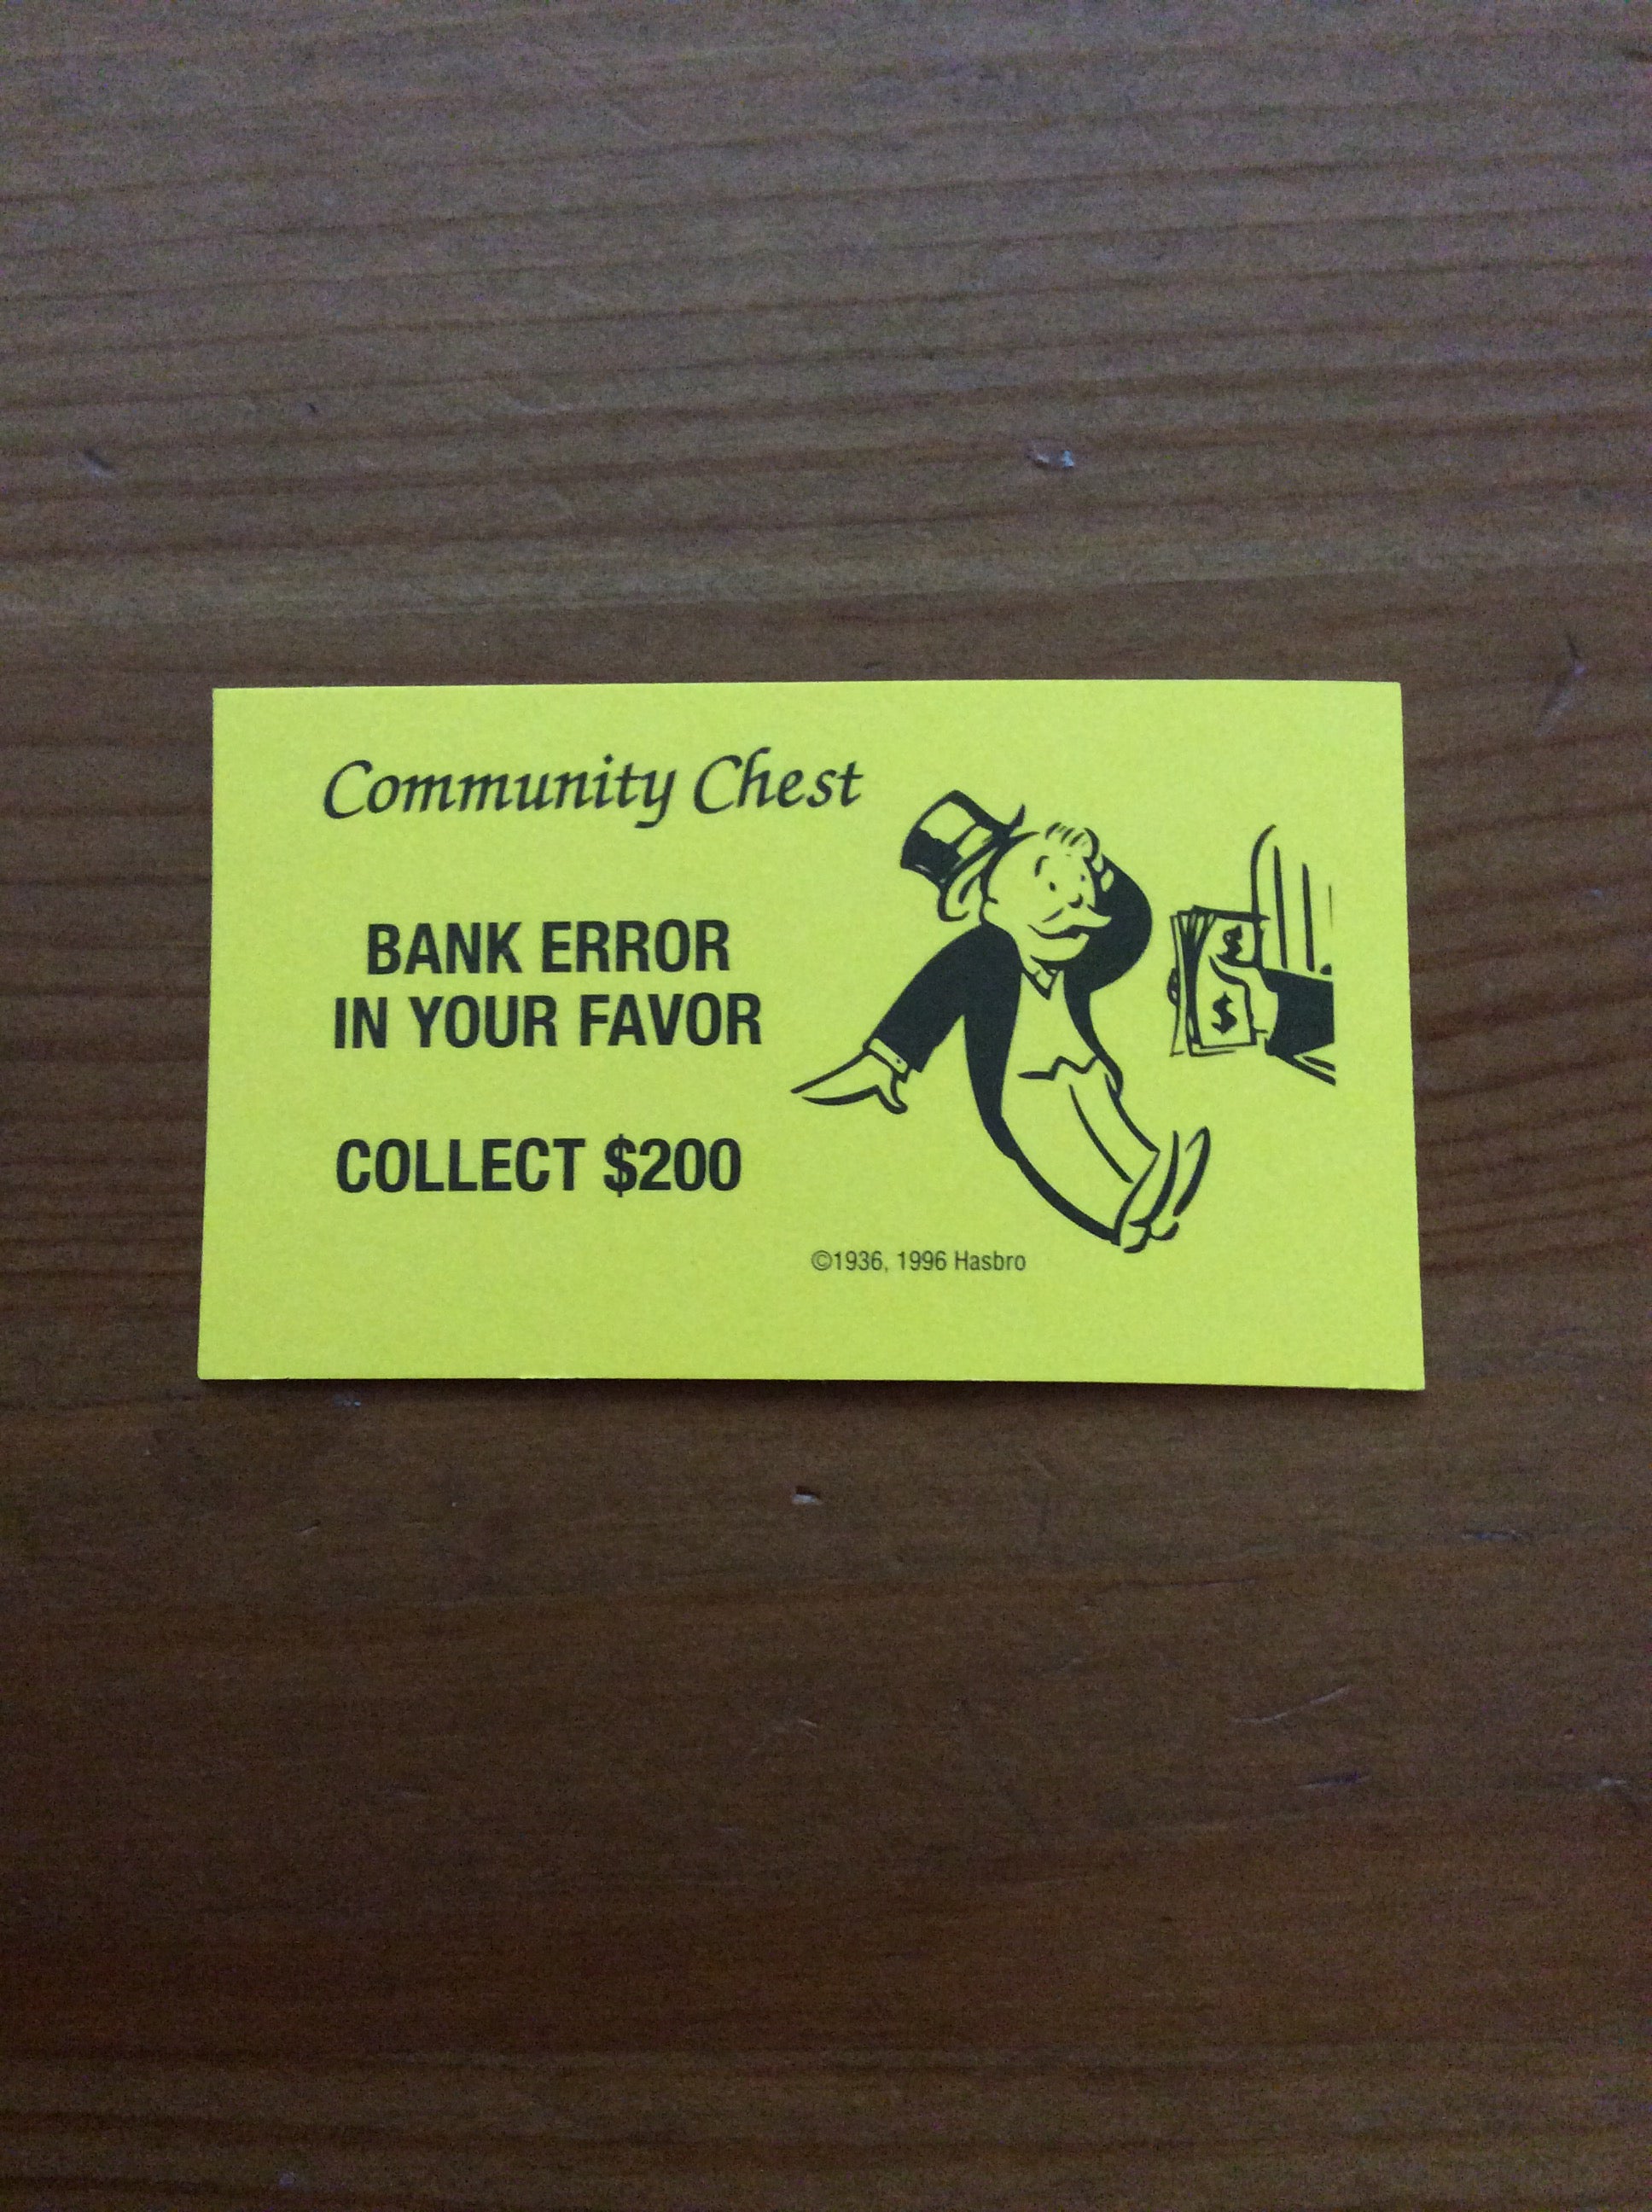 Community Chest
BANK ERROR
IN YOUR FAVOR
COLLECT $200
$
$
©1936, 1996 Hasbro